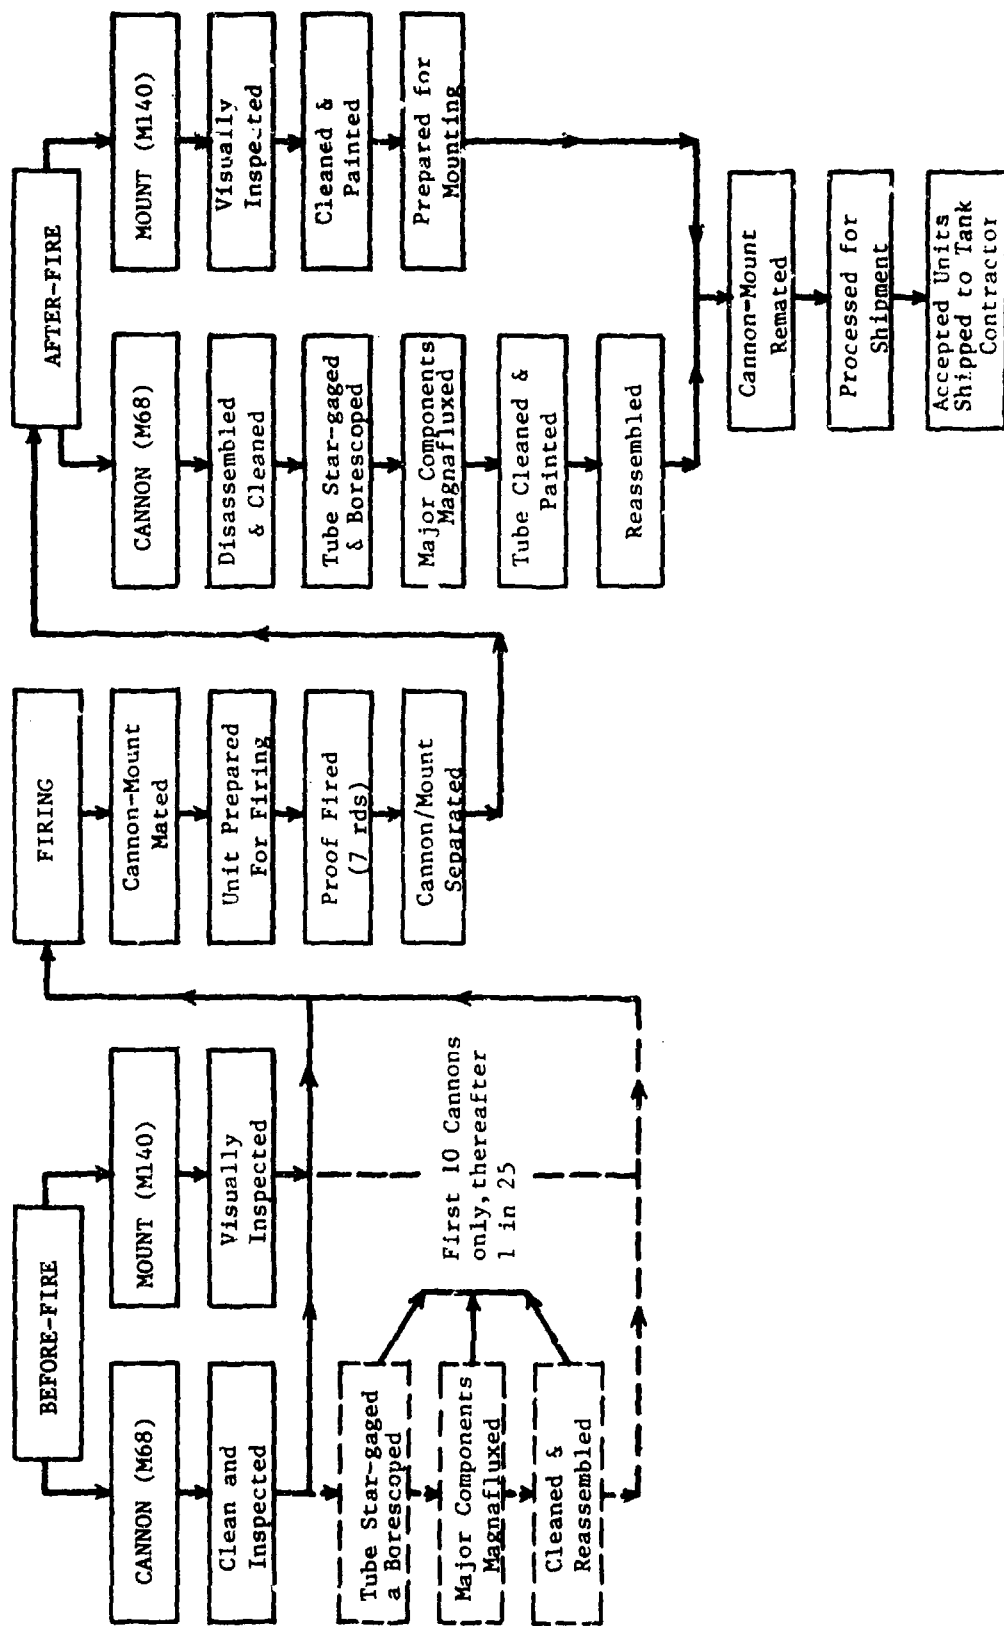 BEFORE-FIRE
CANNON (M68)
Clean and
Inspected
Tube Star-gaged
a Borescoped
Major Components
Magnafluxed
Cleaned &
Reassembled
MOUNT (M140)
Visually
Inspected
First 10 Cannons
only, thereafter
1 in 25
FIRING
Cannon-Mount
Mated
Unit Prepared
For Firing
Proof Fired
(7 rds)
Cannon/Mount
Separated
AFTER-FIRE
CANNON (M68)
Disassembled
& Cleaned
Tube Star-gaged
& Borescoped
Major Components
Magnafluxed
Tube Cleaned &
Painted
Reassembled
MOUNT (M140)
Visually
Inspected
Cleaned &
Painted
Prepared for
Mounting
Cannon-Mount
Remated
Processed for
Shipment
Accepted Units
Shipped to Tank
Contractor